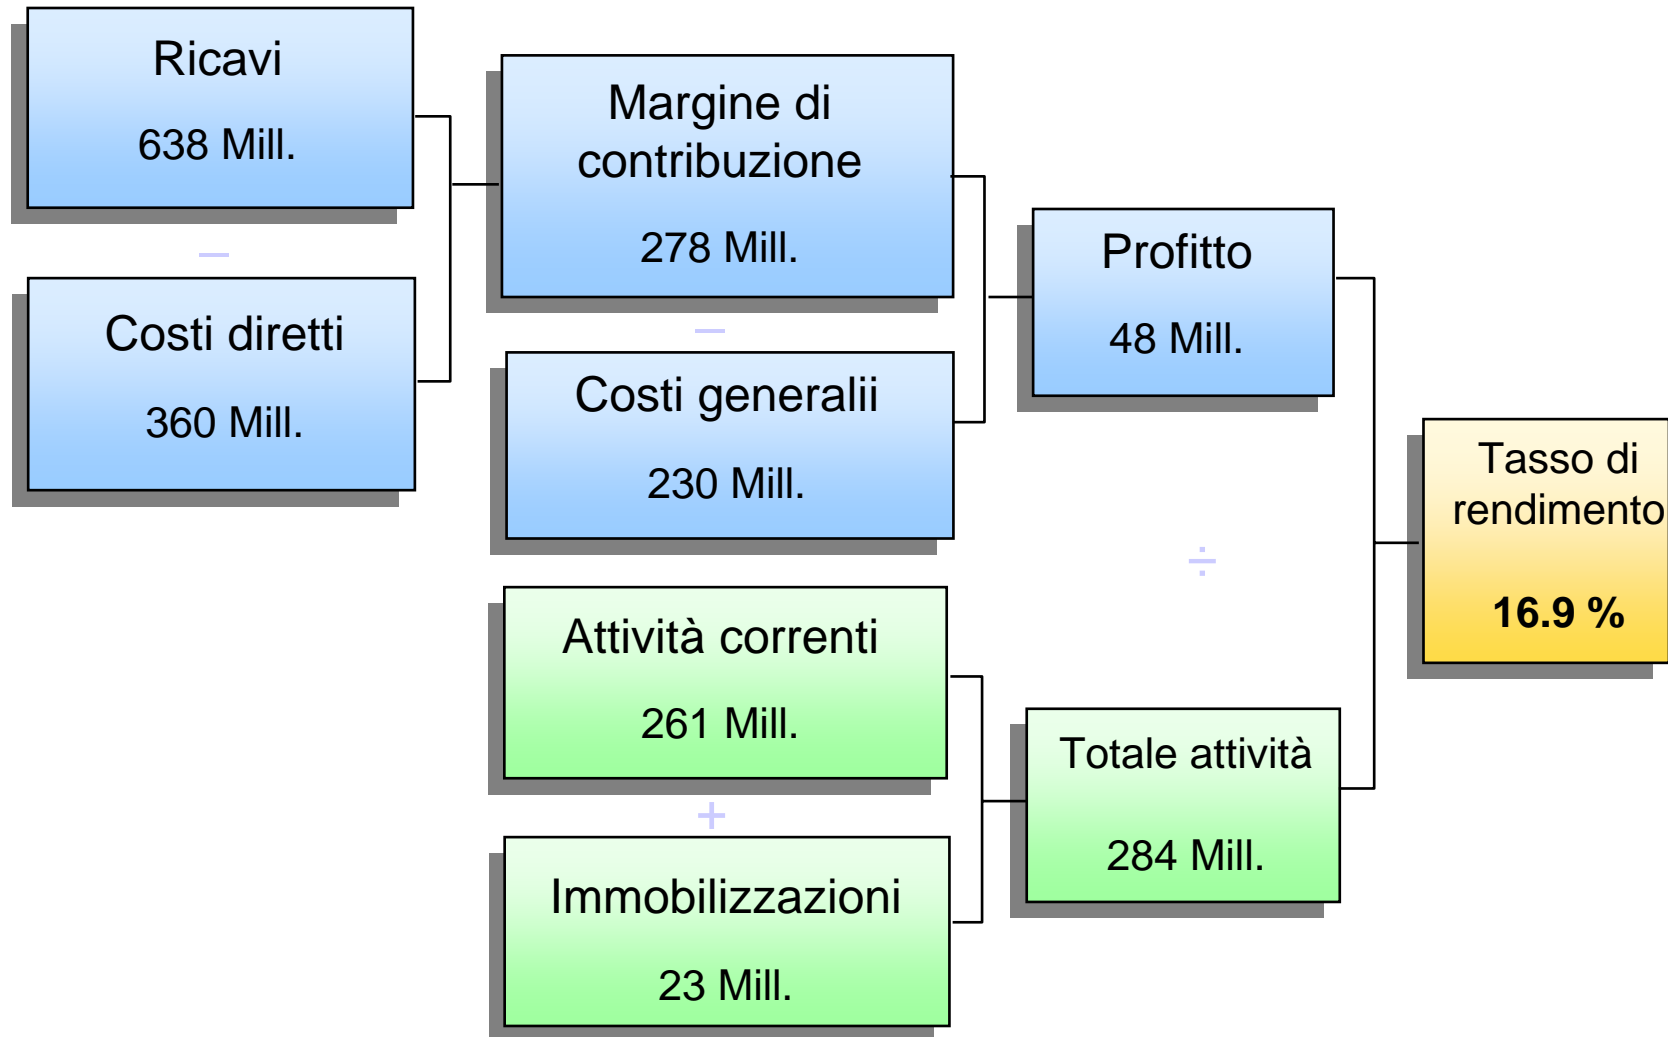 Ricavi
638 Mill.
–
Costi diretti
360 Mill.
Margine di
contribuzione
278 Mill.
–
Costi generalii
230 Mill.
Profitto
48 Mill.
÷
Attività correnti
261 Mill.
+
Immobilizzazioni
23 Mill.
Totale attività
284 Mill.
Tasso di
rendimento
16.9 %